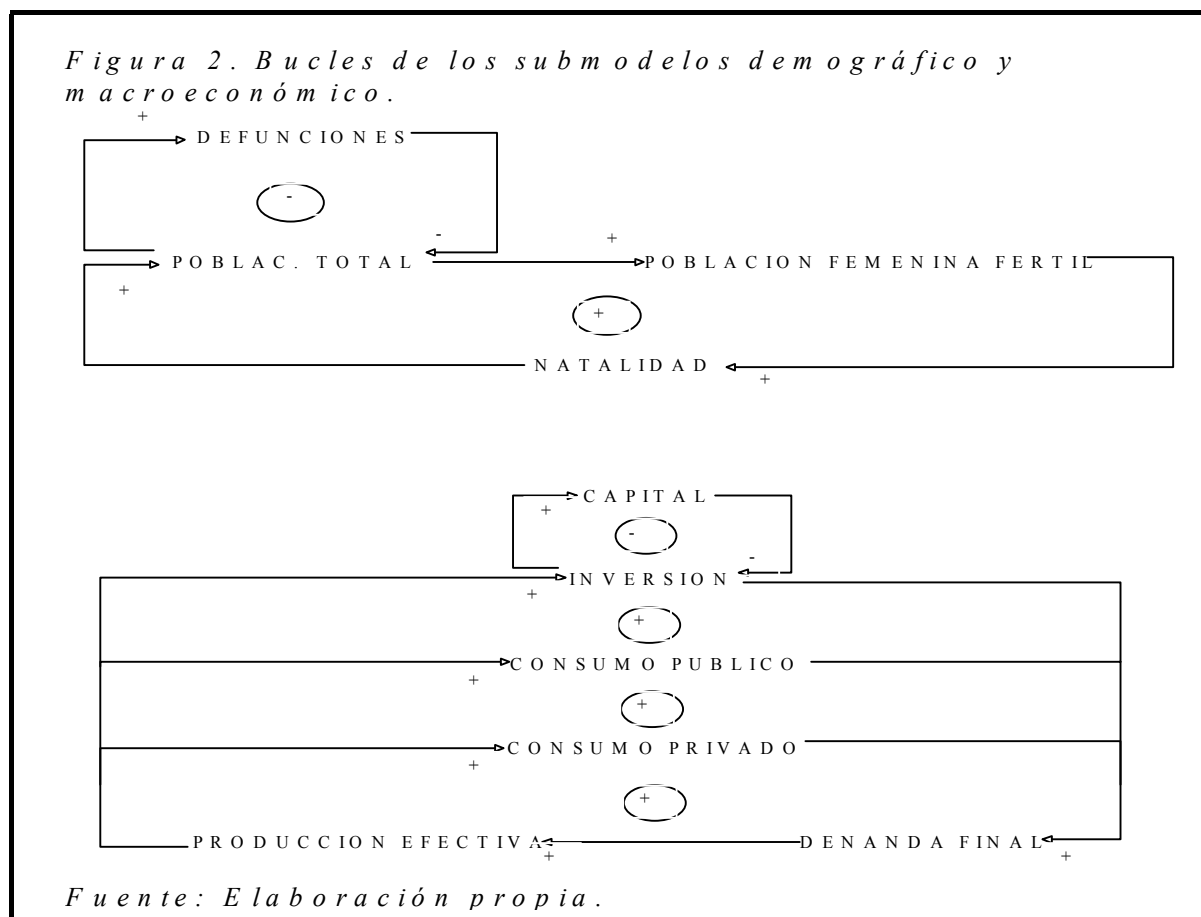 Figura 2. Bucles de los submodelos demográfico y
macroeconómico.
+
DEFUNCIONES
-
-
+
POBLAC. TOTAL
POBLACION FEMENINA FERTIL
+
+
NATALIDAD
+
CAPITAL
+
-
-
INVERSION
+
+
CONSUMO PUBLICO
+
+
CONSUMO PRIVADO
+
+
PRODUCCION EFECTIVA
DENANDA FINAL
+
+
Fuente: Elaboración propia.